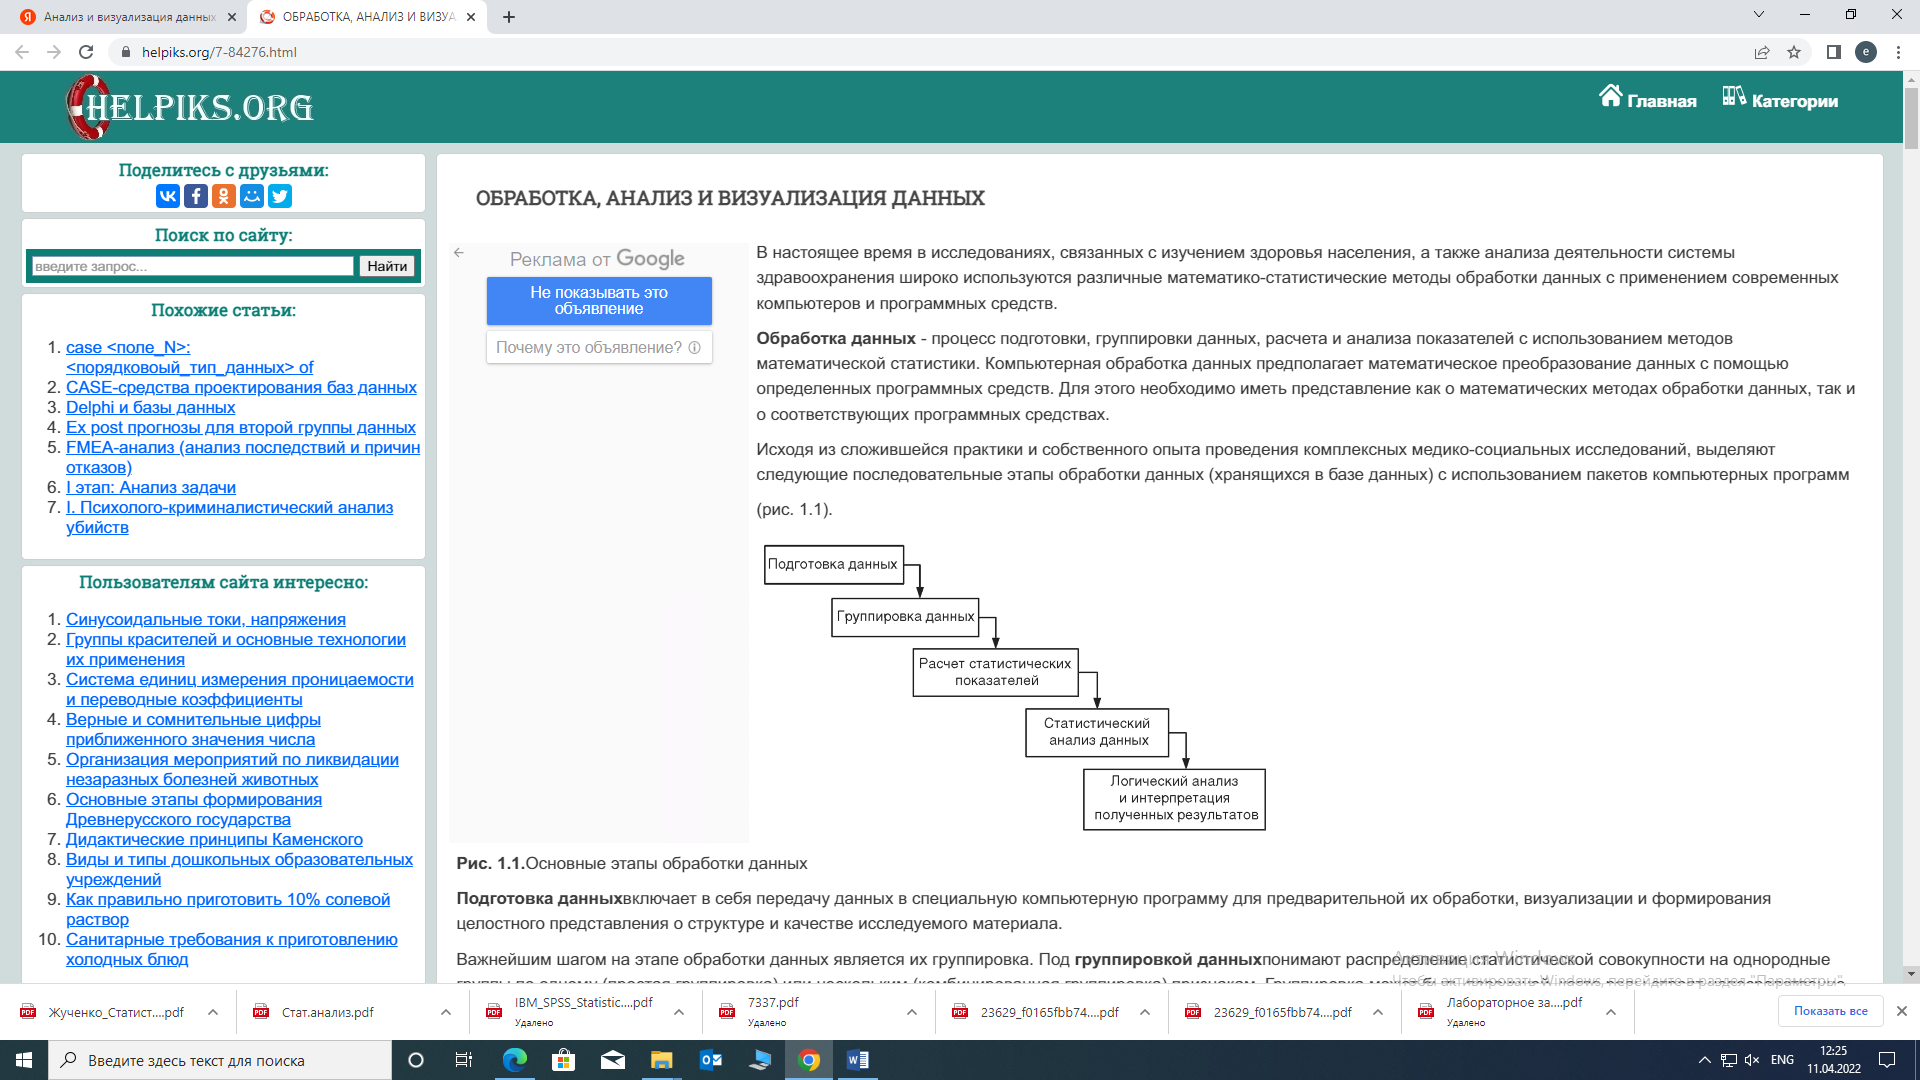 Анализ и визуализация данных
ОБРАБОТКА, АНАЛИЗ И ВИЗУА
helpiks.org/7-84276.html
e
HELPIKS.ORG
Главная
Категории
Поделитесь с друзьями:
Поиск по сайту:
введите запрос...
Найти
Похожие статьи:
1. case <поле_N>:
<порядковоый_тип_данных> of
2. CASE-средства проектирования баз данных
3. Delphi и базы данных
4. Ex post прогнозы для второй группы данных
5. FMEA-анализ (анализ последствий и причин
отказов)
6. I этап: Анализ задачи
7. I. Психолого-криминалистический анализ
убийств
Пользователям сайта интересно:
1. Синусоидальные токи, напряжения
2. Группы красителей и основные технологии
их применения
3. Система единиц измерения проницаемости
и переводные коэффициенты
4. Верные и сомнительные цифры
приближенного значения числа
5. Организация мероприятий по ликвидации
незаразных болезней животных
6. Основные этапы формирования
Древнерусского государства
7. Дидактические принципы Каменского
8. Виды и типы дошкольных образовательных
учреждений
9. Как правильно приготовить 10% солевой
раствор
10. Санитарные требования к приготовлению
холодных блюд
ОБРАБОТКА, АНАЛИЗ И ВИЗУАЛИЗАЦИЯ ДАННЫХ
Реклама от Google
Не показывать это
объявление
Почему это объявление?
В настоящее время в исследованиях, связанных с изучением здоровья населения, а также анализа деятельности системы
здравоохранения широко используются различные математико-статистические методы обработки данных с применением современных
компьютеров и программных средств.
Обработка данных - процесс подготовки, группировки данных, расчета и анализа показателей с использованием методов
математической статистики. Компьютерная обработка данных предполагает математическое преобразование данных с помощью
определенных программных средств. Для этого необходимо иметь представление как о математических методах обработки данных, так и
о соответствующих программных средствах.
Исходя из сложившейся практики и собственного опыта проведения комплексных медико-социальных исследований, выделяют
следующие последовательные этапы обработки данных (хранящихся в базе данных) с использованием пакетов компьютерных программ
(рис. 1.1).
Подготовка данных
Группировка данных
Расчет статистических
показателей
Статистический
анализ данных
Логический анализ
и интерпретация
полученных результатов
Рис. 1.1.Основные этапы обработки данных
Подготовка данныхвключает в себя передачу данных в специальную компьютерную программу для предварительной их обработки, визуализации и формирования
целостного представления о структуре и качестве исследуемого материала.
Важнейшим шагом на этапе обработки данных является их группировка. Под группировкой данныхпонимают распределение статистической совокупности на однородные
Активация Windows
Чтобы активировать Windows, перейдите в раздел "Параметры".
Жученко_Статист....pdf
Стат.анализ.pdf
IBM_SPSS_Statistic....pdf
Удалено
7337.pdf
Удалено
23629_f0165fbb74....pdf
23629_f0165fbb74....pdf
Лабораторное за....pdf
Удалено
Показать все
Введите здесь текст для поиска
ENG
12:25
11.04.2022